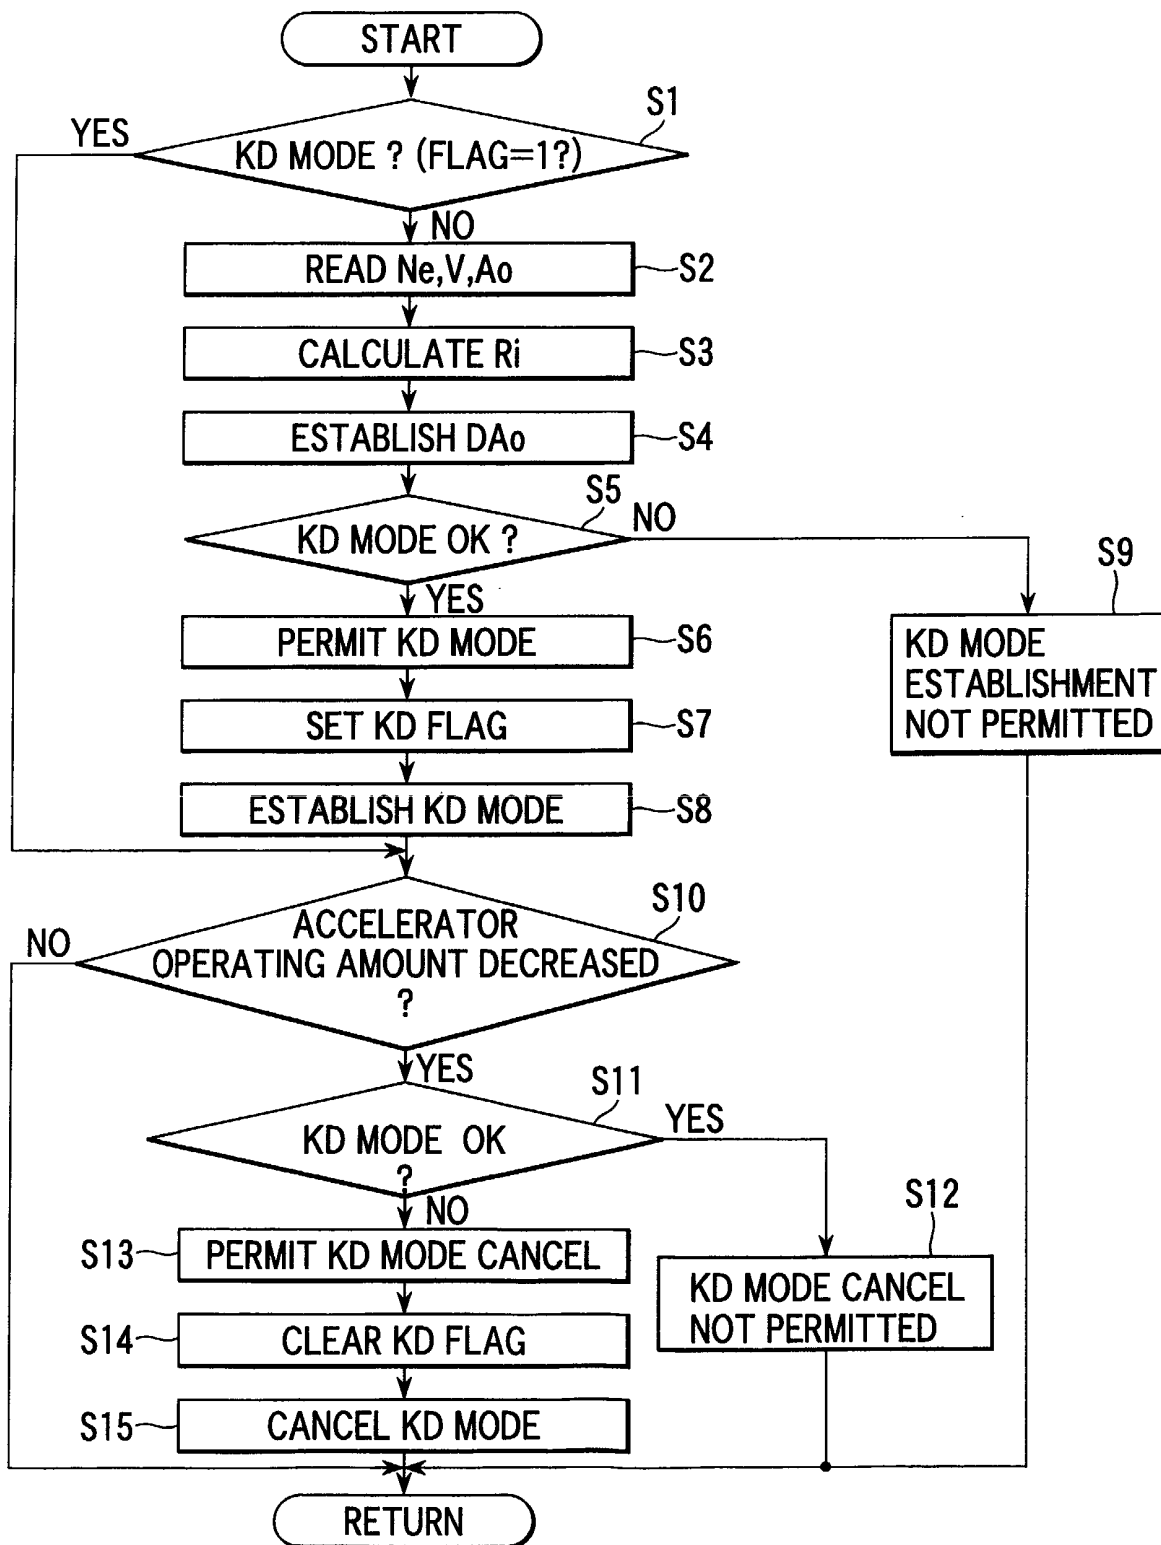 START
S1
YES
KD MODE ? (FLAG=1?)
NO
READ Ne,V,Ao
S2
CALCULATE Ri
S3
ESTABLISH DAo
S4
S5
KD MODE OK ?
NO
YES
S9
PERMIT KD MODE
S6
KD MODE
ESTABLISHMENT
NOT PERMITTED
SET KD FLAG
S7
ESTABLISH KD MODE
S8
S10
NO
ACCELERATOR
OPERATING AMOUNT DECREASED
?
YES
S11
YES
KD MODE OK
?
NO
S12
S13
PERMIT KD MODE CANCEL
KD MODE CANCEL
NOT PERMITTED
S14
CLEAR KD FLAG
S15
CANCEL KD MODE
RETURN